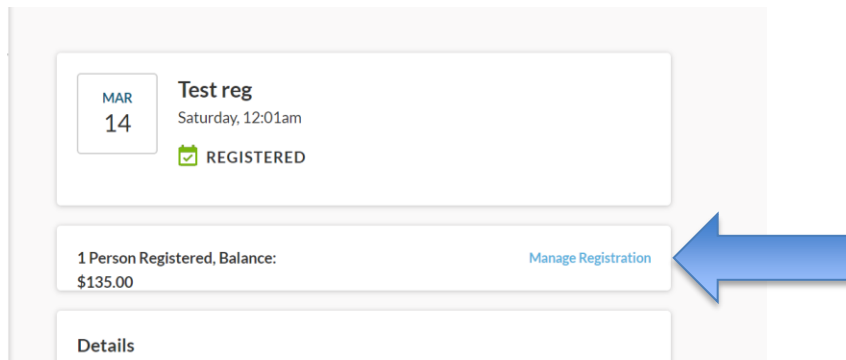 MAR
14
Test reg
Saturday, 12:01am
REGISTERED
1 Person Registered, Balance:
$135.00
Manage Registration
Details